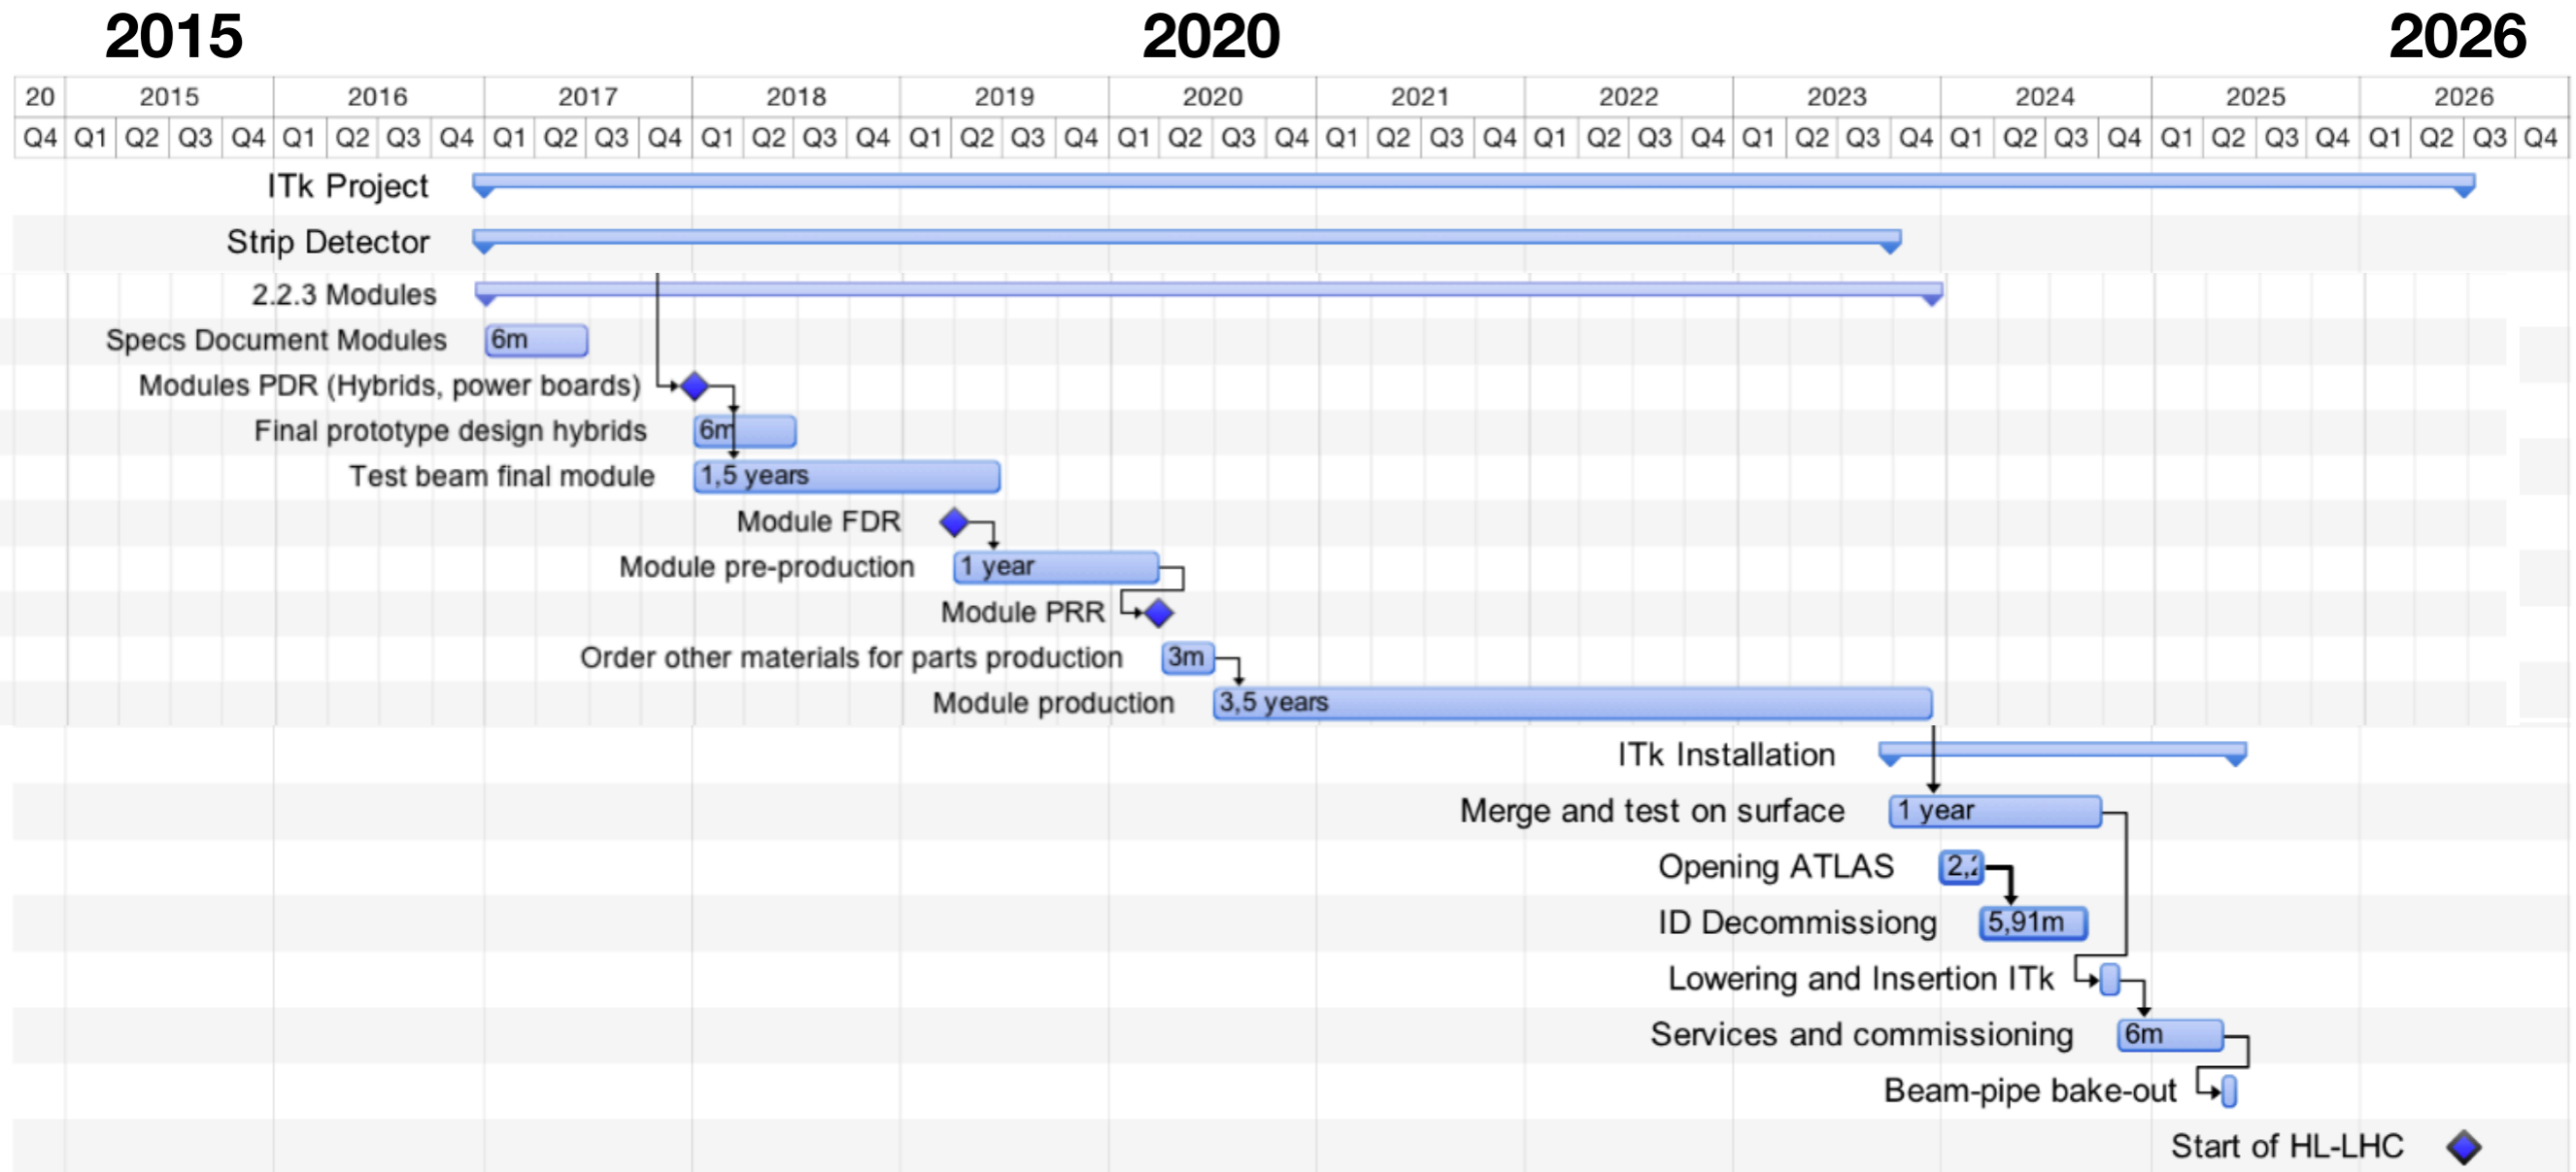 2015 2020 2026
20 2015 2016 2017 2018 2019 2020 2021 2022 2023 2024 2025 2026
Q4 Q1 Q2 Q3 Q4 Q1 Q2 Q3 Q4 Q1 Q2 Q3 Q4 Q1 Q2 Q3 Q4 Q1 Q2 Q3 Q4 Q1 Q2 Q3 Q4 Q1 Q2 Q3 Q4 Q1 Q2 Q3 Q4 Q1 Q2 Q3 Q4 Q1 Q2 Q3 Q4 Q1 Q2 Q3 Q4 Q1 Q2 Q3 Q4
ITk Project
Strip Detector
2.2.3 Modules
Specs Document Modules 6m
Modules PDR (Hybrids, power boards)
Final prototype design hybrids 6m
Test beam final module 1,5 years
Module FDR
Module pre-production 1 year
Module PRR
Order other materials for parts production 3m
Module production 3,5 years
ITk Installation
Merge and test on surface 1 year
Opening ATLAS
ID Decommissiong 5,91m
Lowering and Insertion ITk
Services and commissioning 6m
Beam-pipe bake-out
Start of HL-LHC